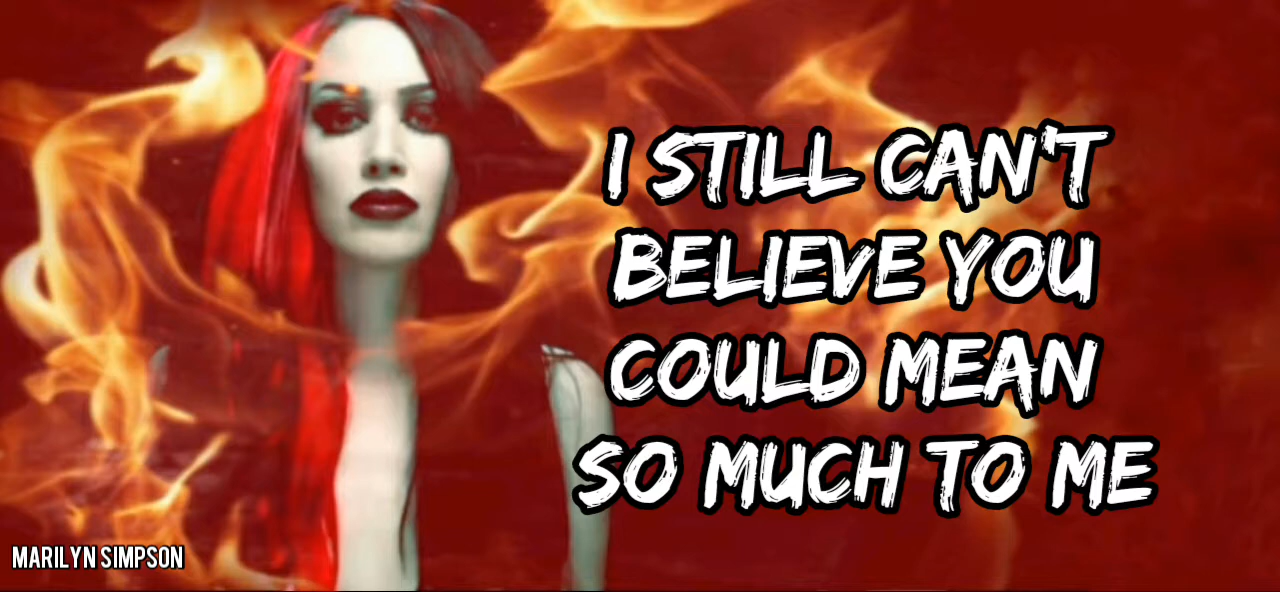 I STILL CAN'T
BELIEVE YOU
COULD MEAN
SO MUCH TO ME
MARILYN SIMPSON